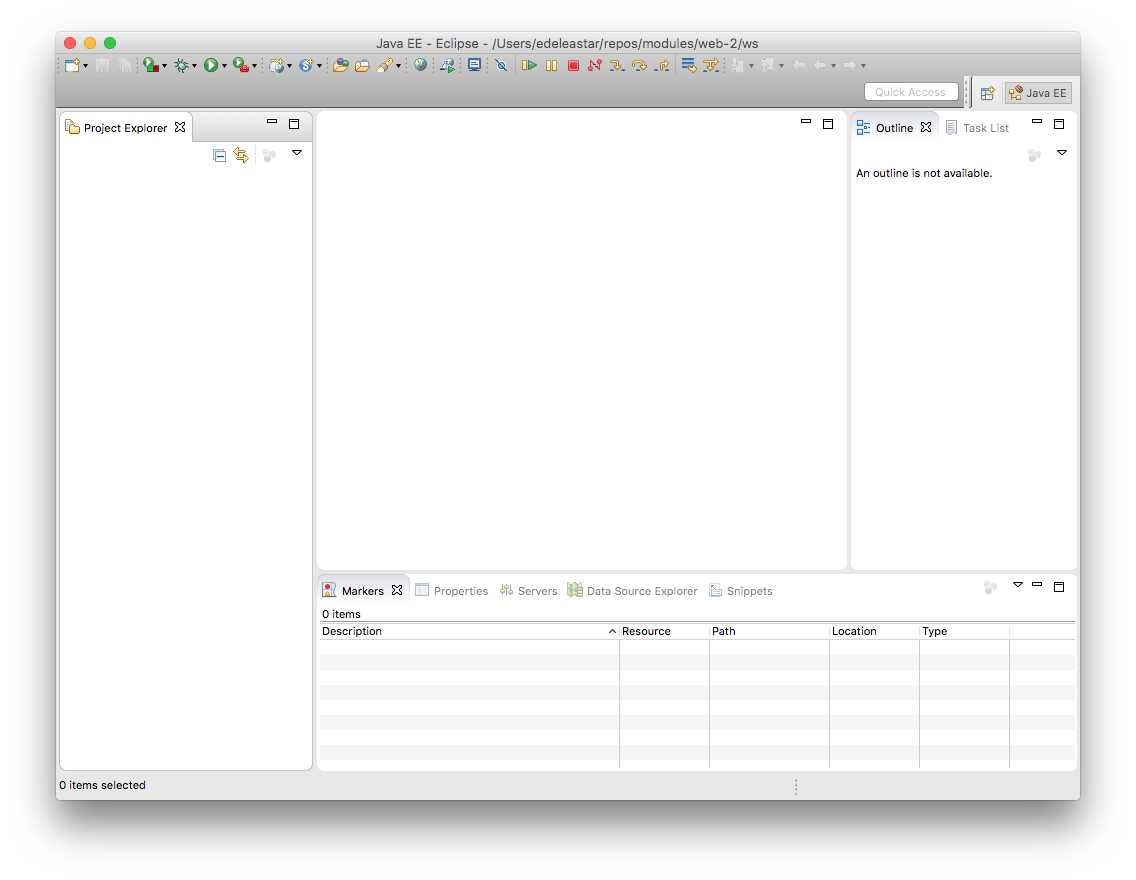 Java EE - Eclipse - /Users/edeleastar/repos/modules/web-2/ws
Quick Access
Java EE
Project Explorer
Outline
Task List
An outline is not available.
Markers
Properties
Servers
Data Source Explorer
Snippets
0 items
Description
Resource
Path
Location
Type
0 items selected